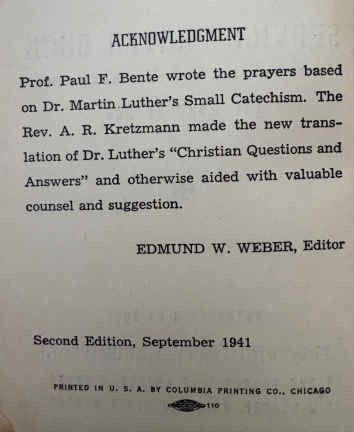 ACKNOWLEDGMENT
Prof. Paul F. Bente wrote the prayers based
on Dr. Martin Luther's Small Catechism. The
Rev. A. R. Kretzmann made the new trans-
lation of Dr. Luther's “Christian Questions and
Answers” and otherwise aided with valuable
counsel and suggestion.
EDMUND W. WEBER, Editor
Second Edition, September 1941
PRINTED IN U. S. A. BY COLUMBIA PRINTING CO., CHICAGO
110